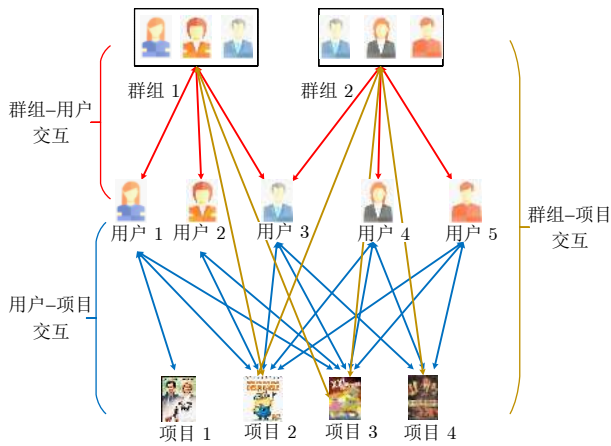 群组 1
群组 2
群组–用户
交互
用户 1
用户 2
用户 3
用户 4
用户 5
群组–项目
交互
用户–项目
交互
项目 1
项目 2
项目 3
项目 4